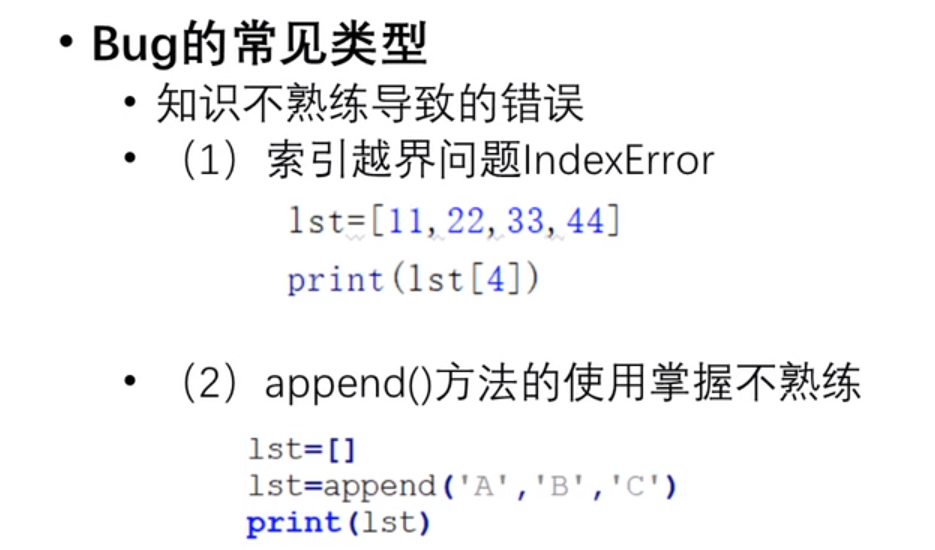 • Bug的常见类型
• 知识不熟练导致的错误
• （1）索引越界问题IndexError
lst=[11,22,33,44]
print(lst[4])
• （2）append()方法的使用掌握不熟练
lst=[]
lst=append('A','B','C')
print(lst)